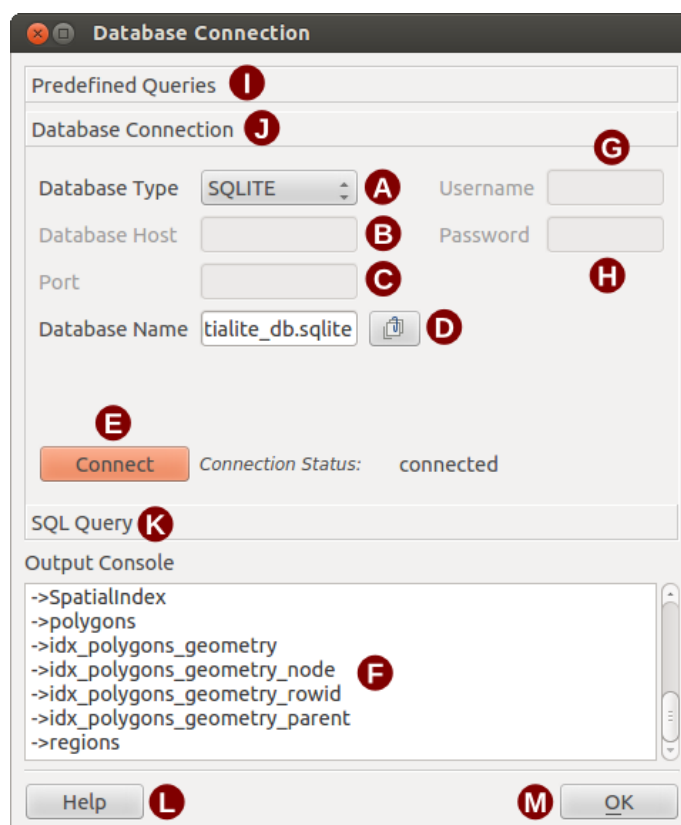 Database Connection
Predefined Queries I
Database Connection J
G
Database Type SQLITE A Username
Database Host B Password
Port C H
Database Name tialite_db.sqlite D
E
Connect Connection Status: connected
SQL Query K
Output Console
->SpatialIndex
->polygons
->idx_polygons_geometry
->idx_polygons_geometry_node F
->idx_polygons_geometry_rowid
->idx_polygons_geometry_parent
->regions
Help L M OK